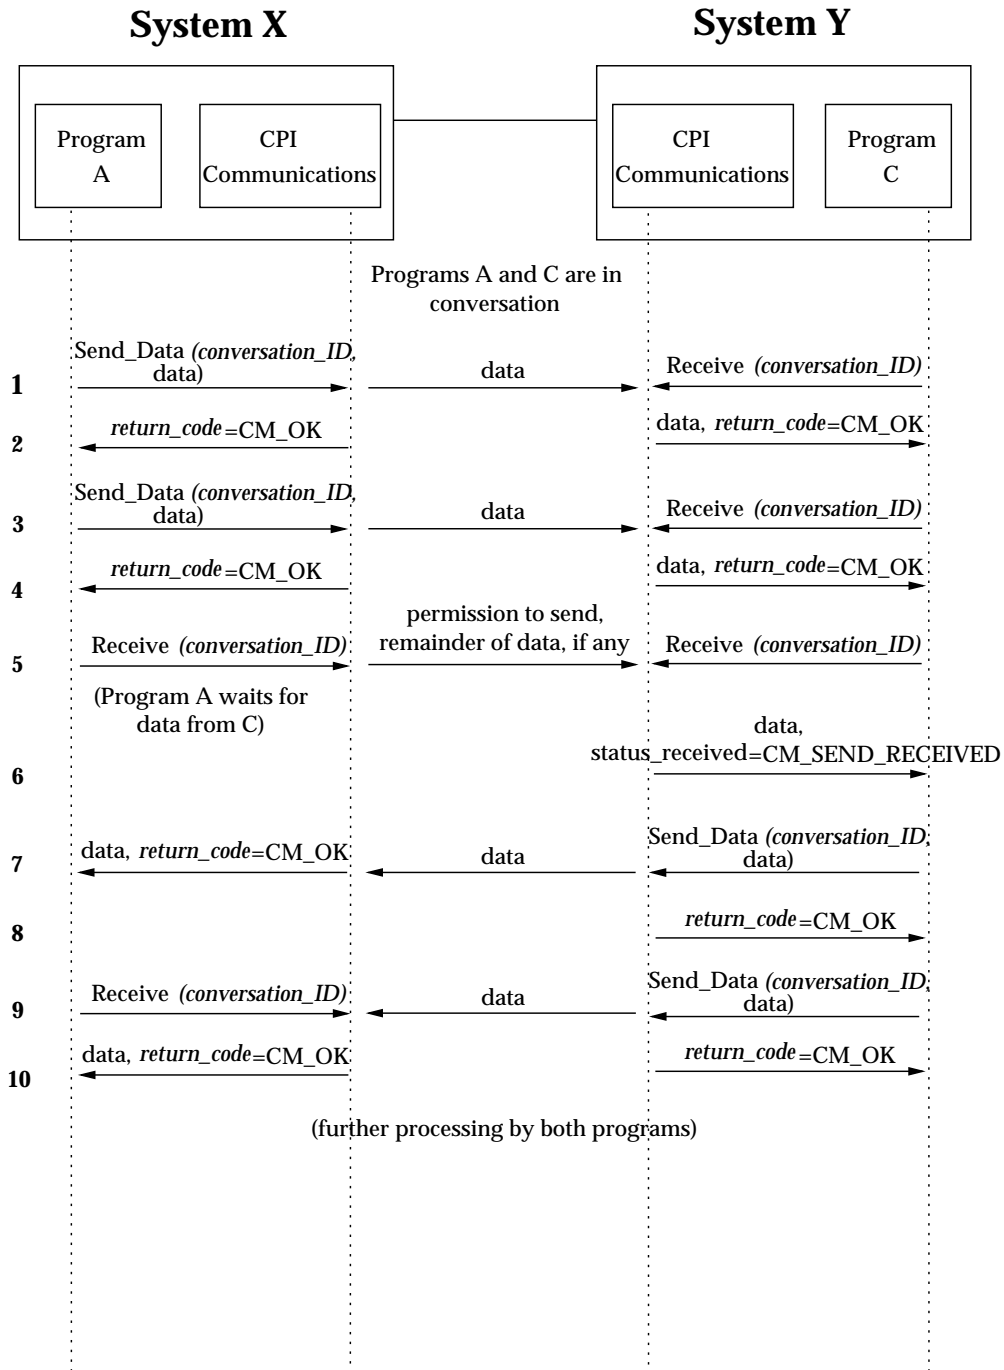 System X
System Y
Program
A
CPI
Communications
CPI
Communications
Program
C
Programs A and C are in
conversation
Send_Data (conversation_ID,
data)
data
Receive (conversation_ID)
1
return_code=CM_OK
data, return_code=CM_OK
2
Send_Data (conversation_ID,
data)
data
Receive (conversation_ID)
3
return_code=CM_OK
data, return_code=CM_OK
4
permission to send,
remainder of data, if any
Receive (conversation_ID)
Receive (conversation_ID)
5
(Program A waits for
data from C)
data,
status_received=CM_SEND_RECEIVED
6
data, return_code=CM_OK
data
Send_Data (conversation_ID,
data)
7
return_code=CM_OK
8
Receive (conversation_ID)
data
Send_Data (conversation_ID,
data)
9
data, return_code=CM_OK
return_code=CM_OK
10
(further processing by both programs)